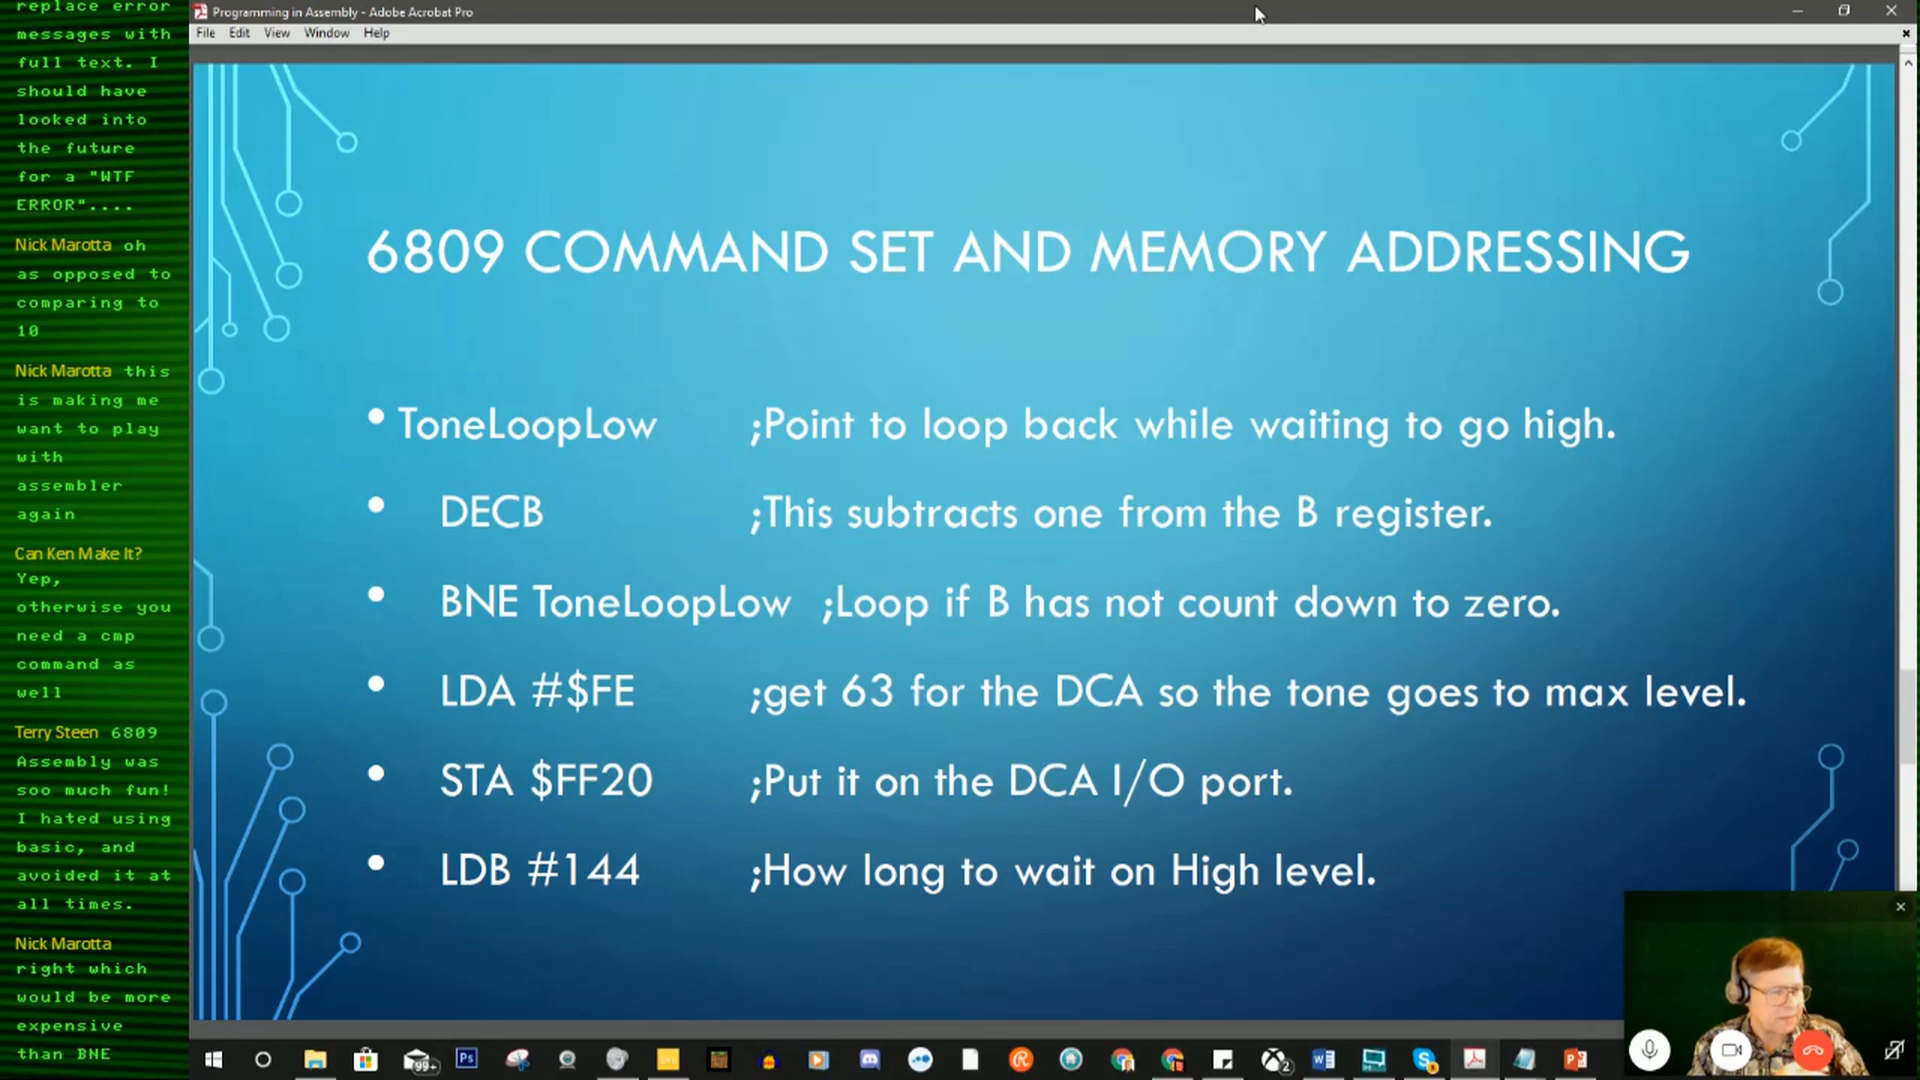 replace error
messages with
full text. I
should have
looked into
the future
for a "WTF
ERROR"....
Nick Marotta oh
as opposed to
comparing to
10
Nick Marotta this
is making me
want to play
with
assembler
again
Can Ken Make It?
Yep,
otherwise you
need a cmp
command as
well
Terry Steen 6809
Assembly was
soo much fun!
I hated using
basic, and
avoided it at
all times.
Nick Marotta
right which
would be more
expensive
than BNE
Programming in Assembly - Adobe Acrobat Pro
File Edit View Window Help
6809 COMMAND SET AND MEMORY ADDRESSING
• ToneLoopLow ;Point to loop back while waiting to go high.
• DECB ;This subtracts one from the B register.
• BNE ToneLoopLow ;Loop if B has not count down to zero.
• LDA #$FE ;get 63 for the DCA so the tone goes to max level.
• STA $FF20 ;Put it on the DCA I/O port.
• LDB #144 ;How long to wait on High level.
99+
Ps
2